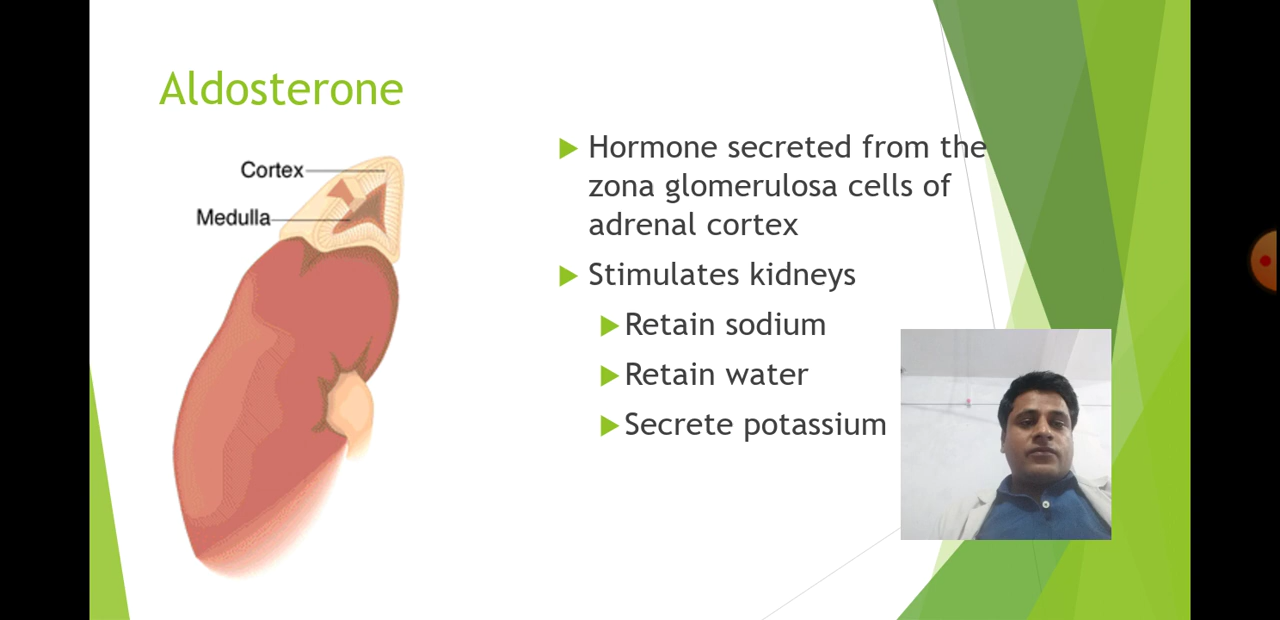 Aldosterone
Cortex
Medulla
Hormone secreted from the
zona glomerulosa cells of
adrenal cortex
Stimulates kidneys
Retain sodium
Retain water
Secrete potassium